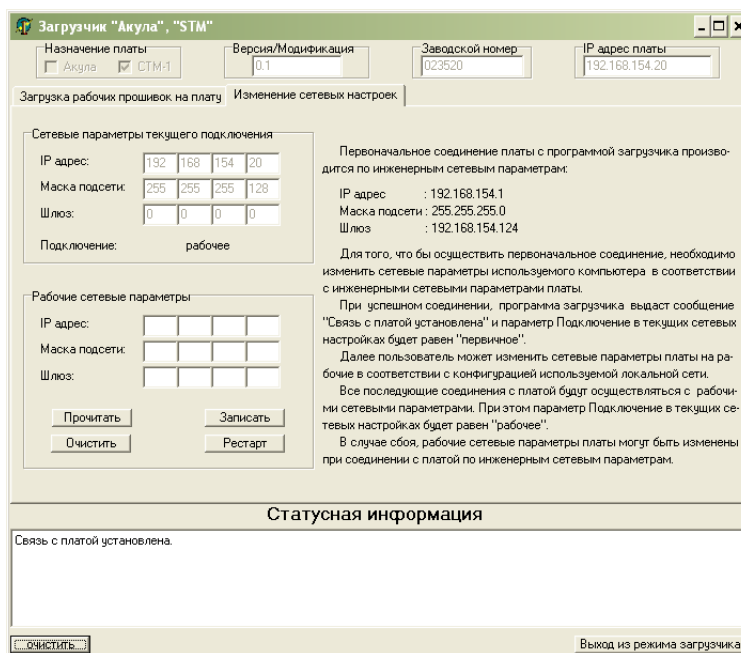 Загрузчик "Акула", "STM"
Назначение платы
Акула СТМ-1
Версия/Модификация
0.1
Заводской номер
023520
IP адрес платы
192.168.154.20
Загрузка рабочих прошивок на плату
Изменение сетевых настроек
Сетевые параметры текущего подключения
IP адрес: 192 168 154 20
Маска подсети: 255 255 255 128
Шлюз: 0 0 0 0
Подключение: рабочее
Рабочие сетевые параметры
IP адрес:
Маска подсети:
Шлюз:
Прочитать Записать
Очистить Рестарт
Первоначальное соединение платы с программой загрузчика произво-
дится по инженерным сетевым параметрам:
IP адрес : 192.168.154.1
Маска подсети : 255.255.255.0
Шлюз : 192.168.154.124
Для того, что бы осуществить первоначальное соединение, необходимо
изменить сетевые параметры используемого компьютера в соответствии
с инженерными сетевыми параметрами платы.
При успешном соединении, программа загрузчика выдаст сообщение
"Связь с платой установлена" и параметр Подключение в текущих сетевых
настройках будет равен "первичное".
Далее пользователь может изменить сетевые параметры платы на ра-
бочие в соответствии с конфигурацией используемой локальной сети.
Все последующие соединения с платой будут осуществляться с рабочи-
ми сетевыми параметрами. При этом параметр Подключение в текущих се-
тевых настройках будет равен "рабочее".
В случае сбоя, рабочие сетевые параметры платы могут быть изменены
при соединении с платой по инженерным сетевым параметрам.
Статусная информация
Связь с платой установлена.
очистить
Выход из режима загрузчика